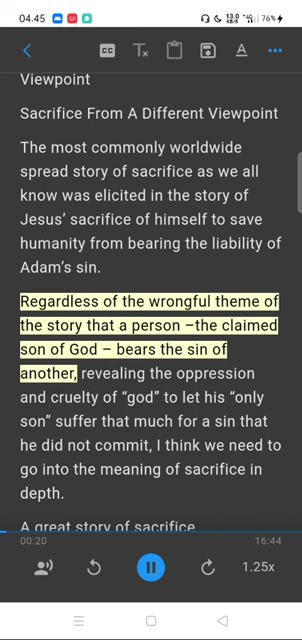 04.45
13.0
KB/S
4G
76%
CC
Viewpoint
Sacrifice From A Different Viewpoint
The most commonly worldwide
spread story of sacrifice as we all
know was elicited in the story of
Jesus’ sacrifice of himself to save
humanity from bearing the liability of
Adam’s sin.
Regardless of the wrongful theme of
the story that a person –the claimed
son of God – bears the sin of
another, revealing the oppression
and cruelty of “god” to let his “only
son” suffer that much for a sin that
he did not commit, I think we need to
go into the meaning of sacrifice in
depth.
A great story of sacrifice
00:20
16:44
1.25x